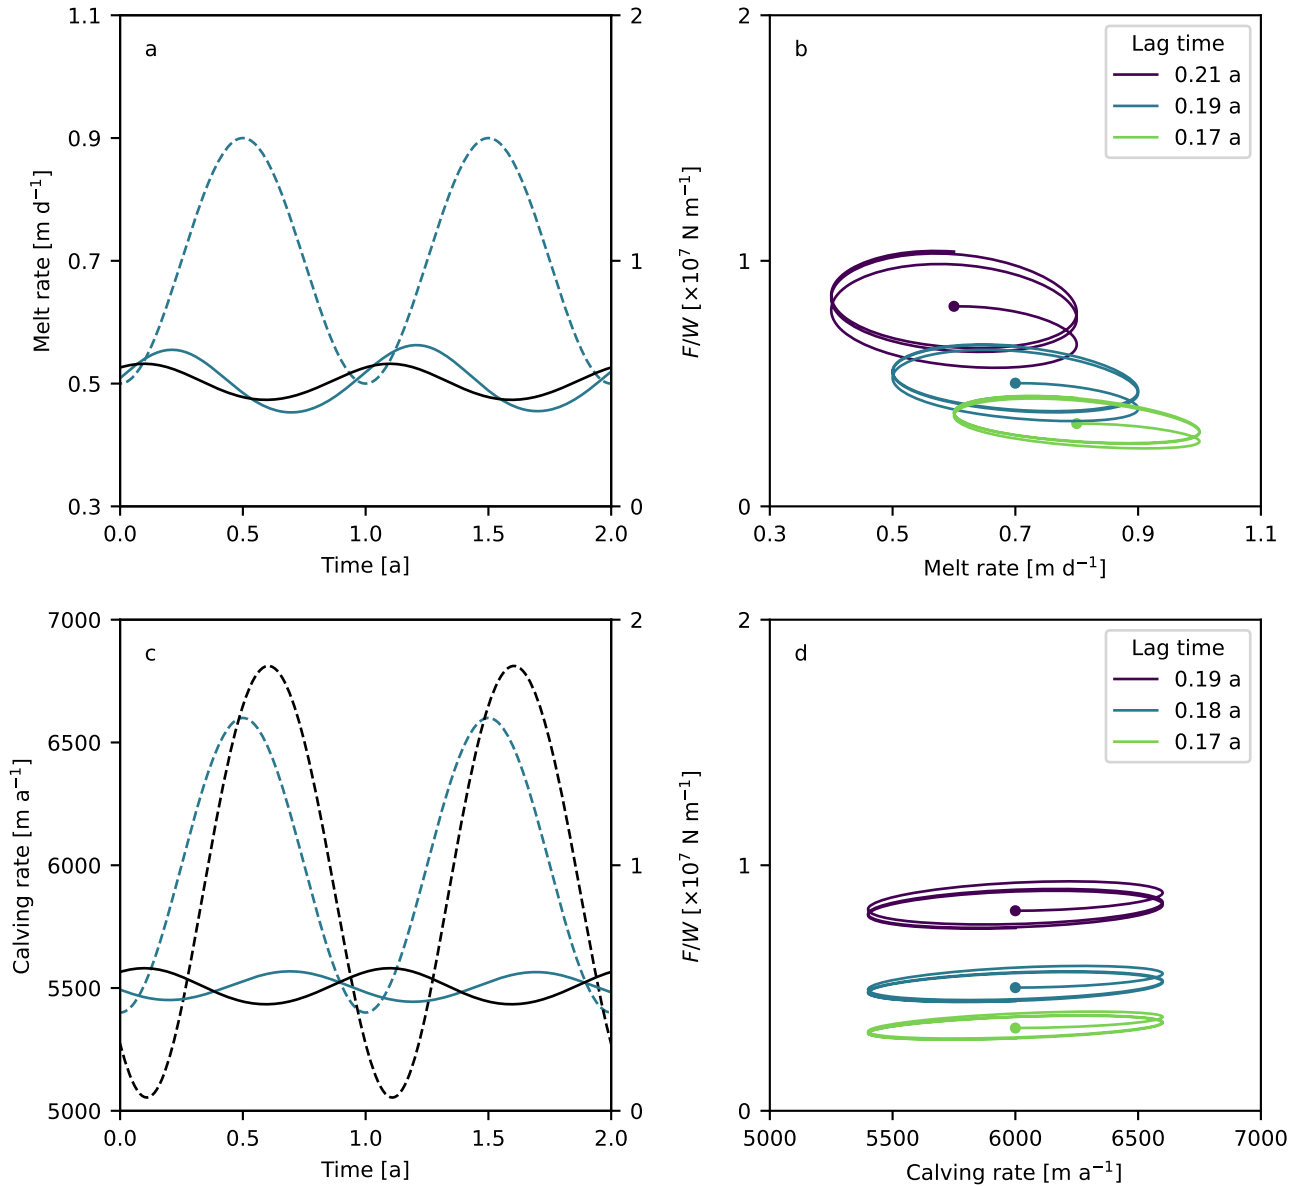 a
1.1
0.9
0.7
0.5
0.3
Melt rate [m d⁻¹]
2
1
0
F/W [×10⁷ N m⁻¹]
0.0 0.5 1.0 1.5 2.0
Time [a]
b
Lag time
0.21 a
0.19 a
0.17 a
2
1
0
0.3 0.5 0.7 0.9 1.1
Melt rate [m d⁻¹]
c
7000
6500
6000
5500
5000
Calving rate [m a⁻¹]
2
1
0
F/W [×10⁷ N m⁻¹]
0.0 0.5 1.0 1.5 2.0
Time [a]
d
Lag time
0.19 a
0.18 a
0.17 a
2
1
0
5000 5500 6000 6500 7000
Calving rate [m a⁻¹]